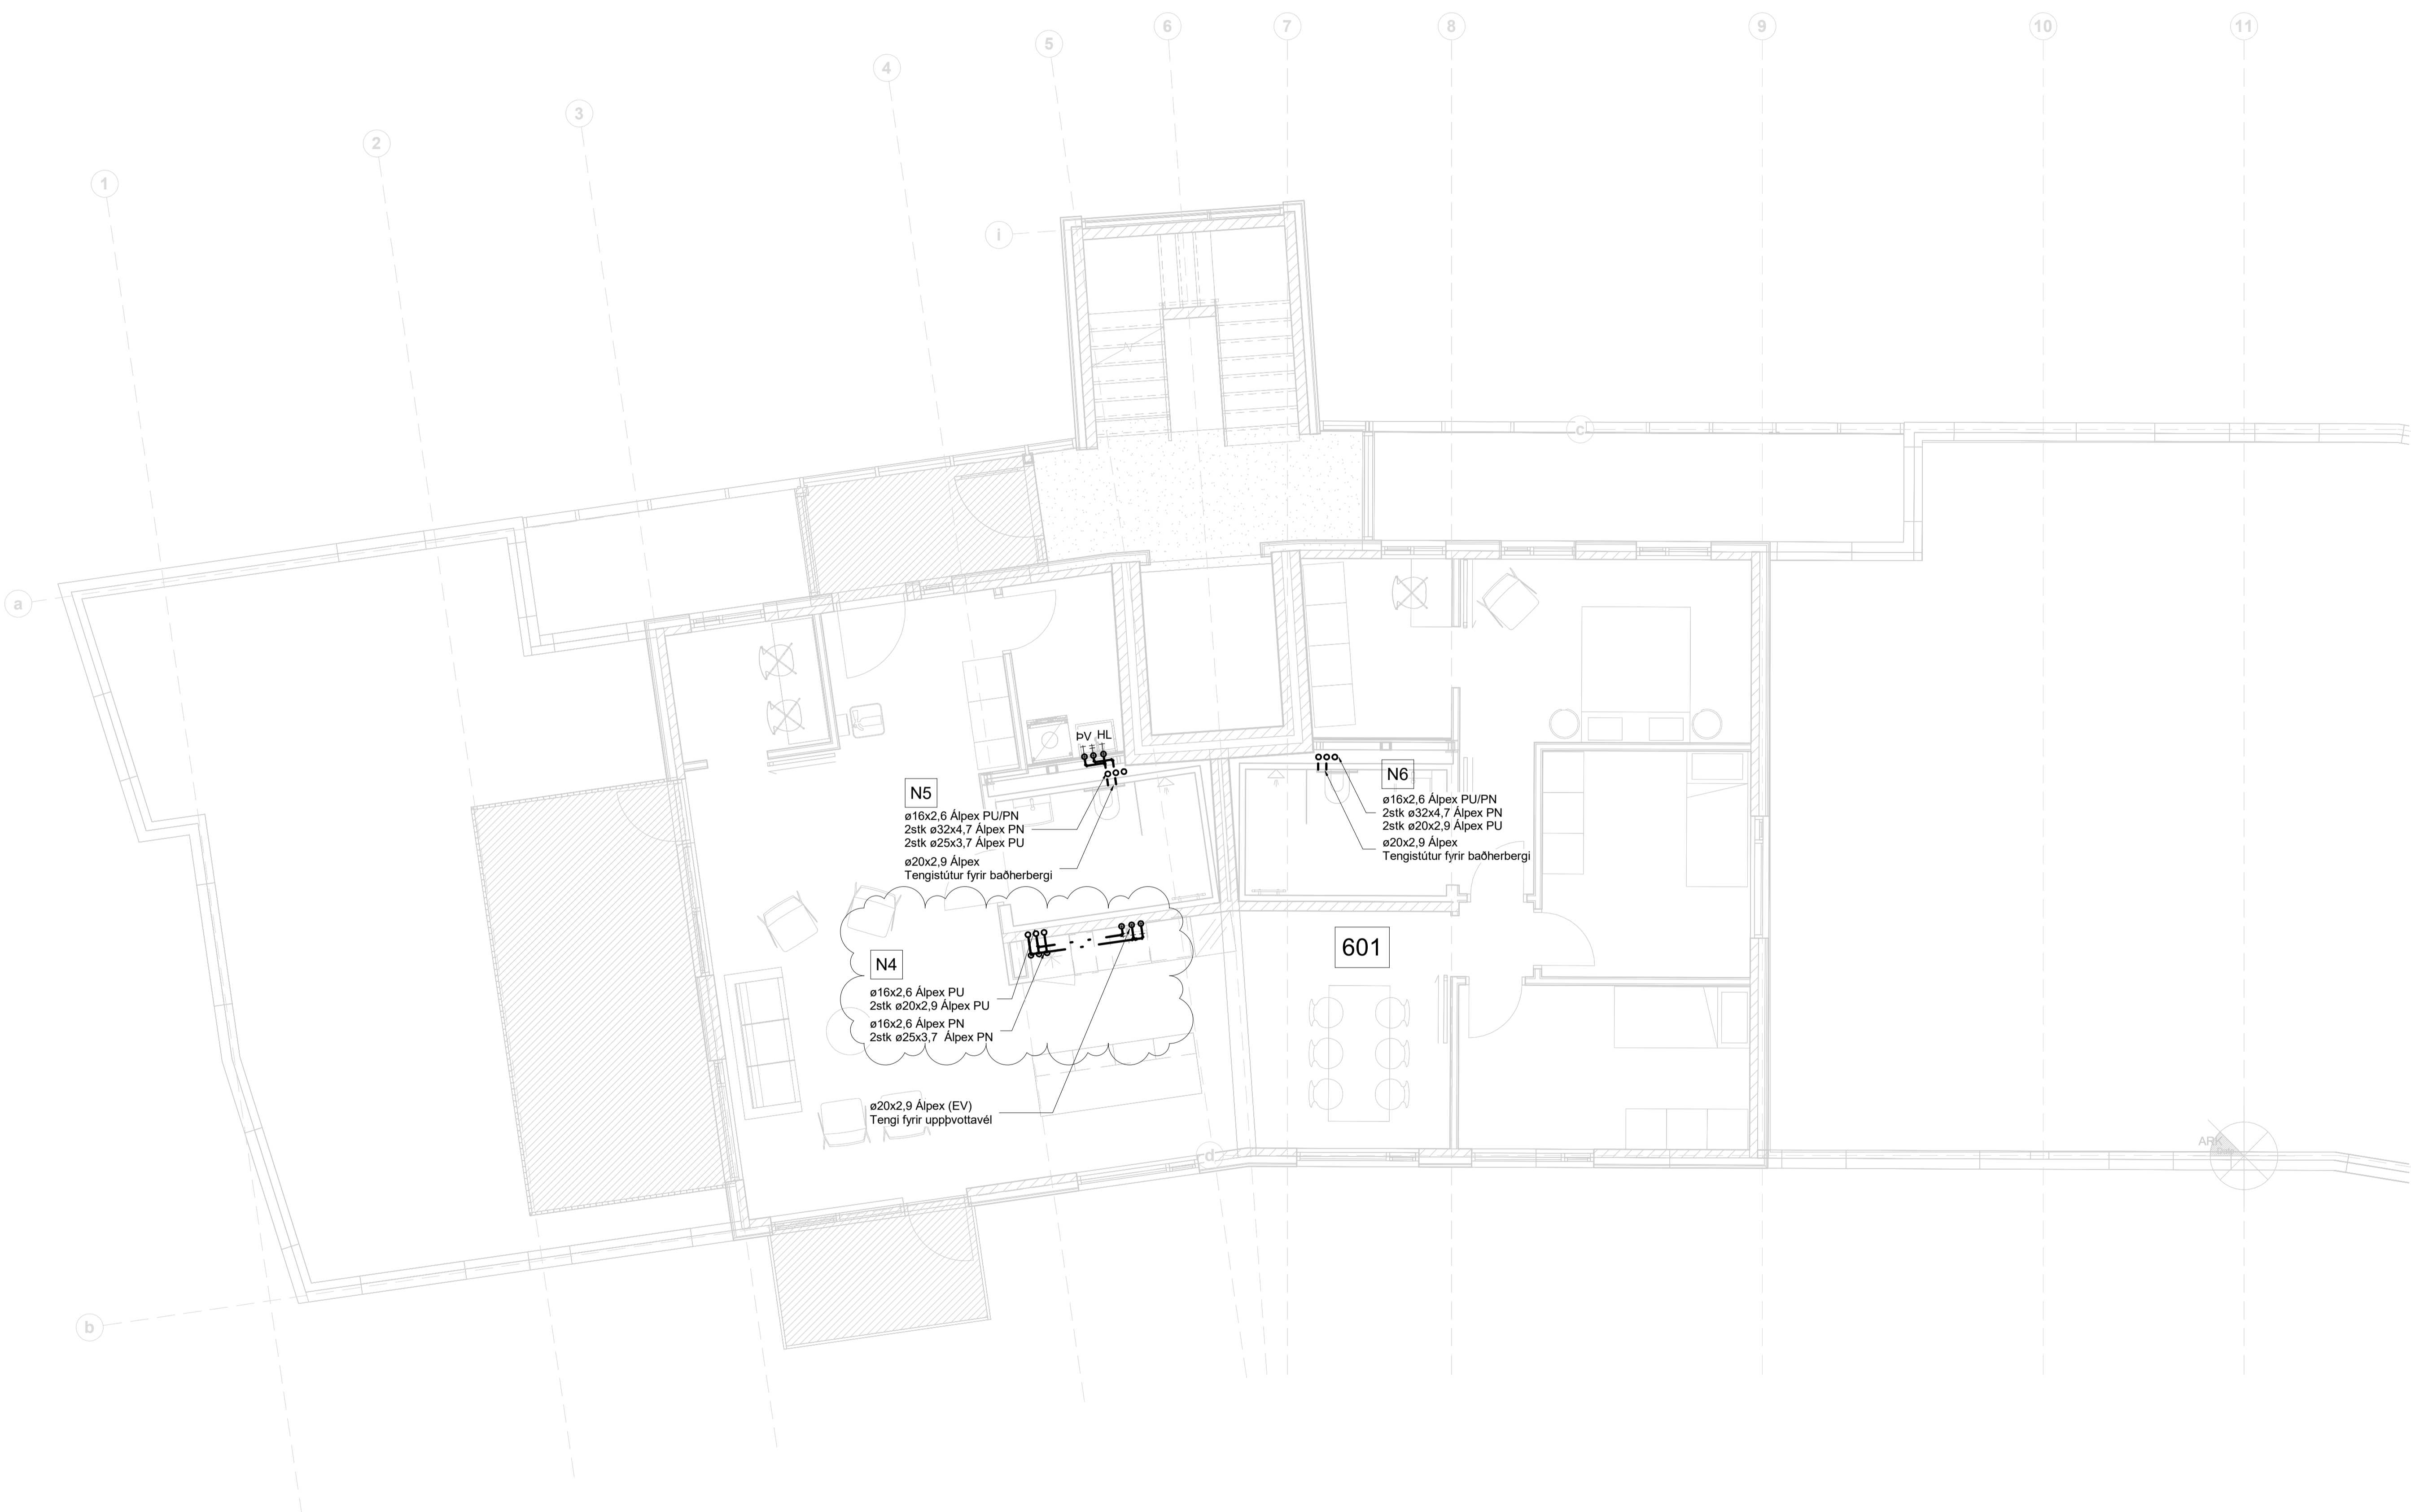 6
7
8
9
10
11
5
4
3
2
1
i
c
a
ÞV HL
N5
ø16x2,6 Álpex PU/PN
2stk ø32x4,7 Álpex PN
2stk ø25x3,7 Álpex PU
ø20x2,9 Álpex
Tengistútur fyrir baðherbergi
N6
ø16x2,6 Álpex PU/PN
2stk ø32x4,7 Álpex PN
2stk ø20x2,9 Álpex PU
ø20x2,9 Álpex
Tengistútur fyrir baðherbergi
601
N4
ø16x2,6 Álpex PU
2stk ø20x2,9 Álpex PU
ø16x2,6 Álpex PN
2stk ø25x3,7 Álpex PN
ø20x2,9 Álpex (EV)
Tengi fyrir uppþvottavél
d
ARK
b